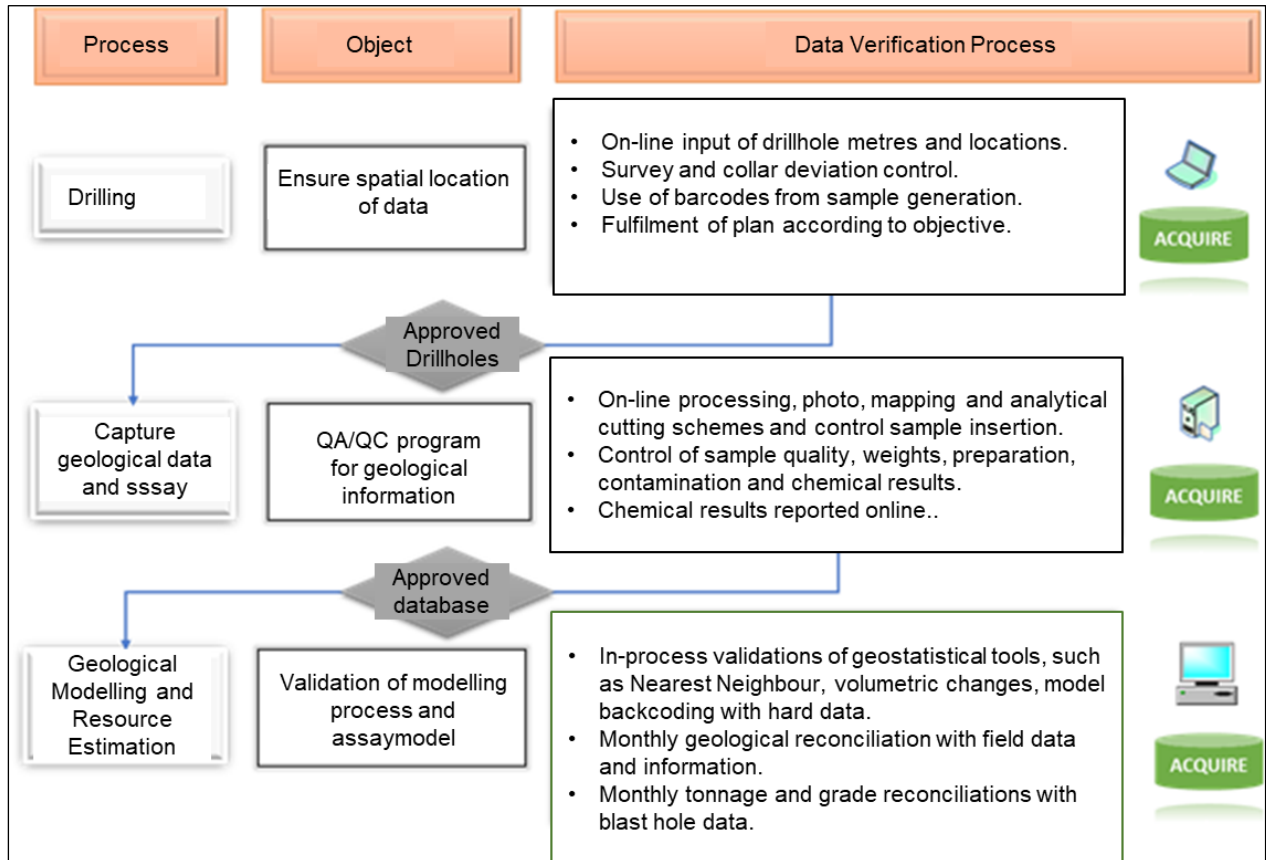 Process
Object
Data Verification Process
Drilling
Ensure spatial location
of data
• On-line input of drillhole metres and locations.
• Survey and collar deviation control.
• Use of barcodes from sample generation.
• Fulfilment of plan according to objective.
ACQUIRE
Approved
Drillholes
Capture
geological data
and sssay
QA/QC program
for geological
information
• On-line processing, photo, mapping and analytical
cutting schemes and control sample insertion.
• Control of sample quality, weights, preparation,
contamination and chemical results.
• Chemical results reported online..
ACQUIRE
Approved
database
Geological
Modelling and
Resource
Estimation
Validation of modelling
process and
assaymodel
• In-process validations of geostatistical tools, such
as Nearest Neighbour, volumetric changes, model
backcoding with hard data.
• Monthly geological reconciliation with field data
and information.
• Monthly tonnage and grade reconciliations with
blast hole data.
ACQUIRE